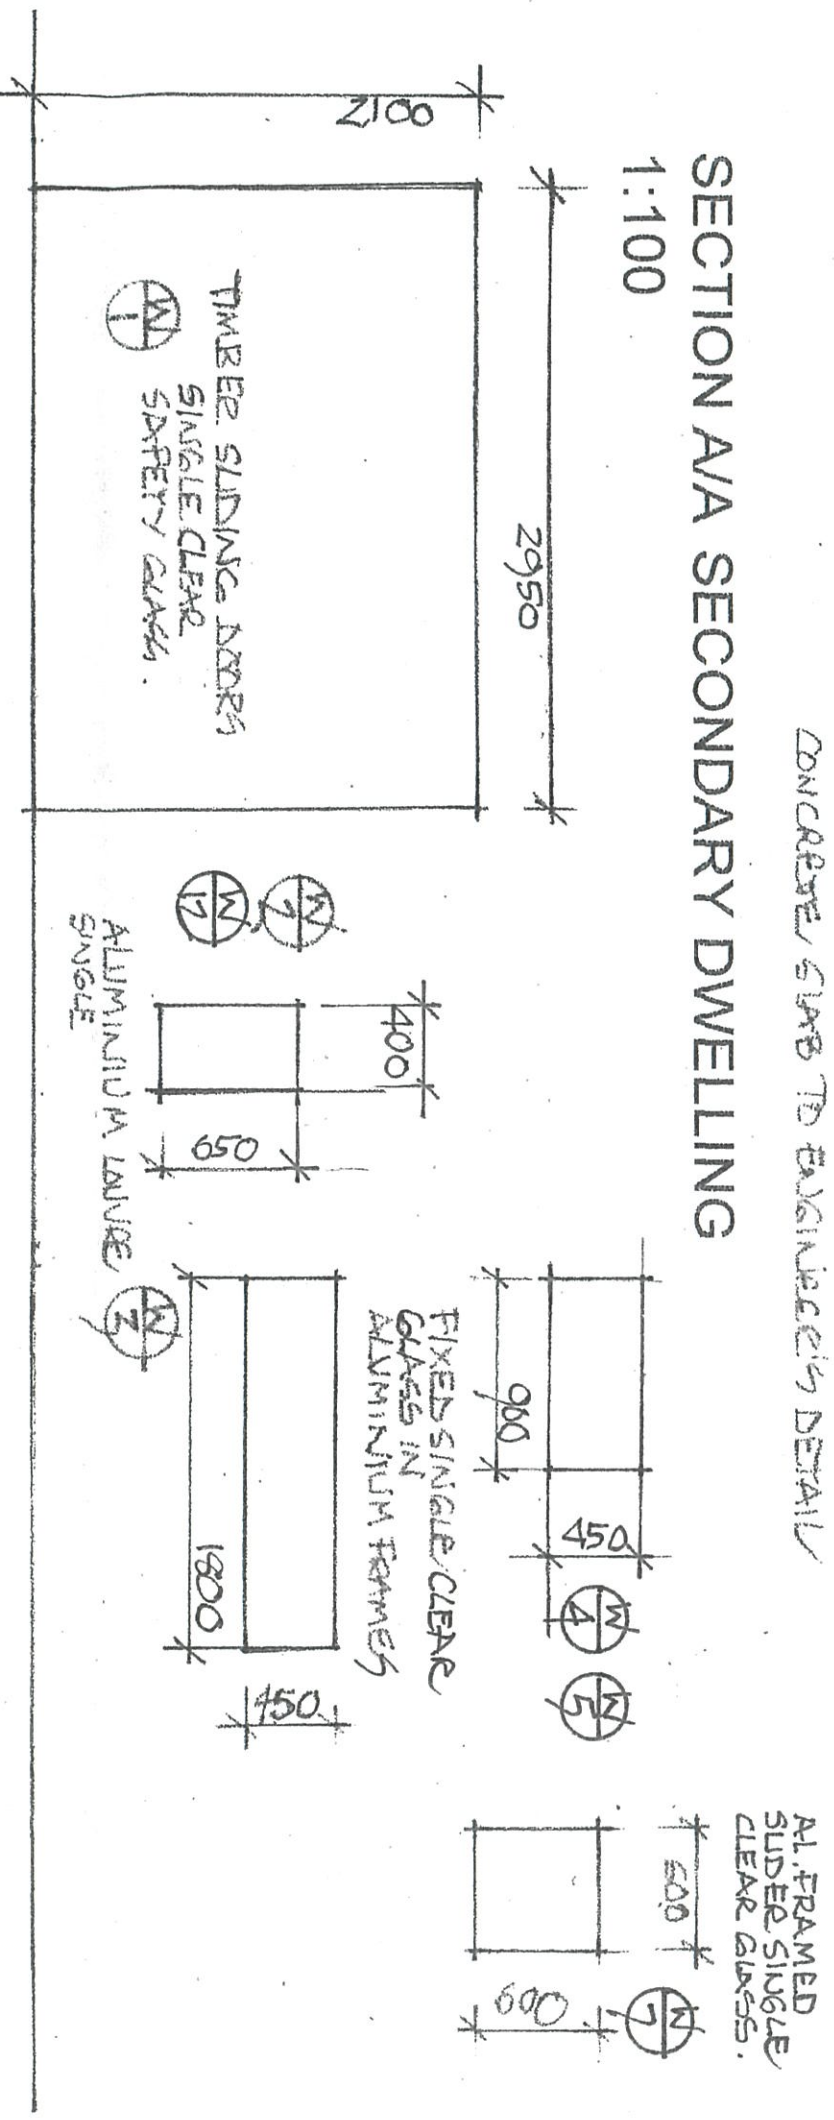 CONCRETE SLAB TO ENGINEER'S DETAIL
SECTION A/A SECONDARY DWELLING
1:100
2100
2950
TIMBER SLIDING DOORS
SINGLE CLEAR
SAFETY GLASS.
W
1
W
W
12
400
650
ALUMINIUM LOUVRE
SINGLE
900
450
W
4
W
5
FIXED SINGLE CLEAR
GLASS IN
ALUMINIUM FRAMES
W
1800
450
AL. FRAMED
SLIDER SINGLE
CLEAR GLASS.
600
600
W
7